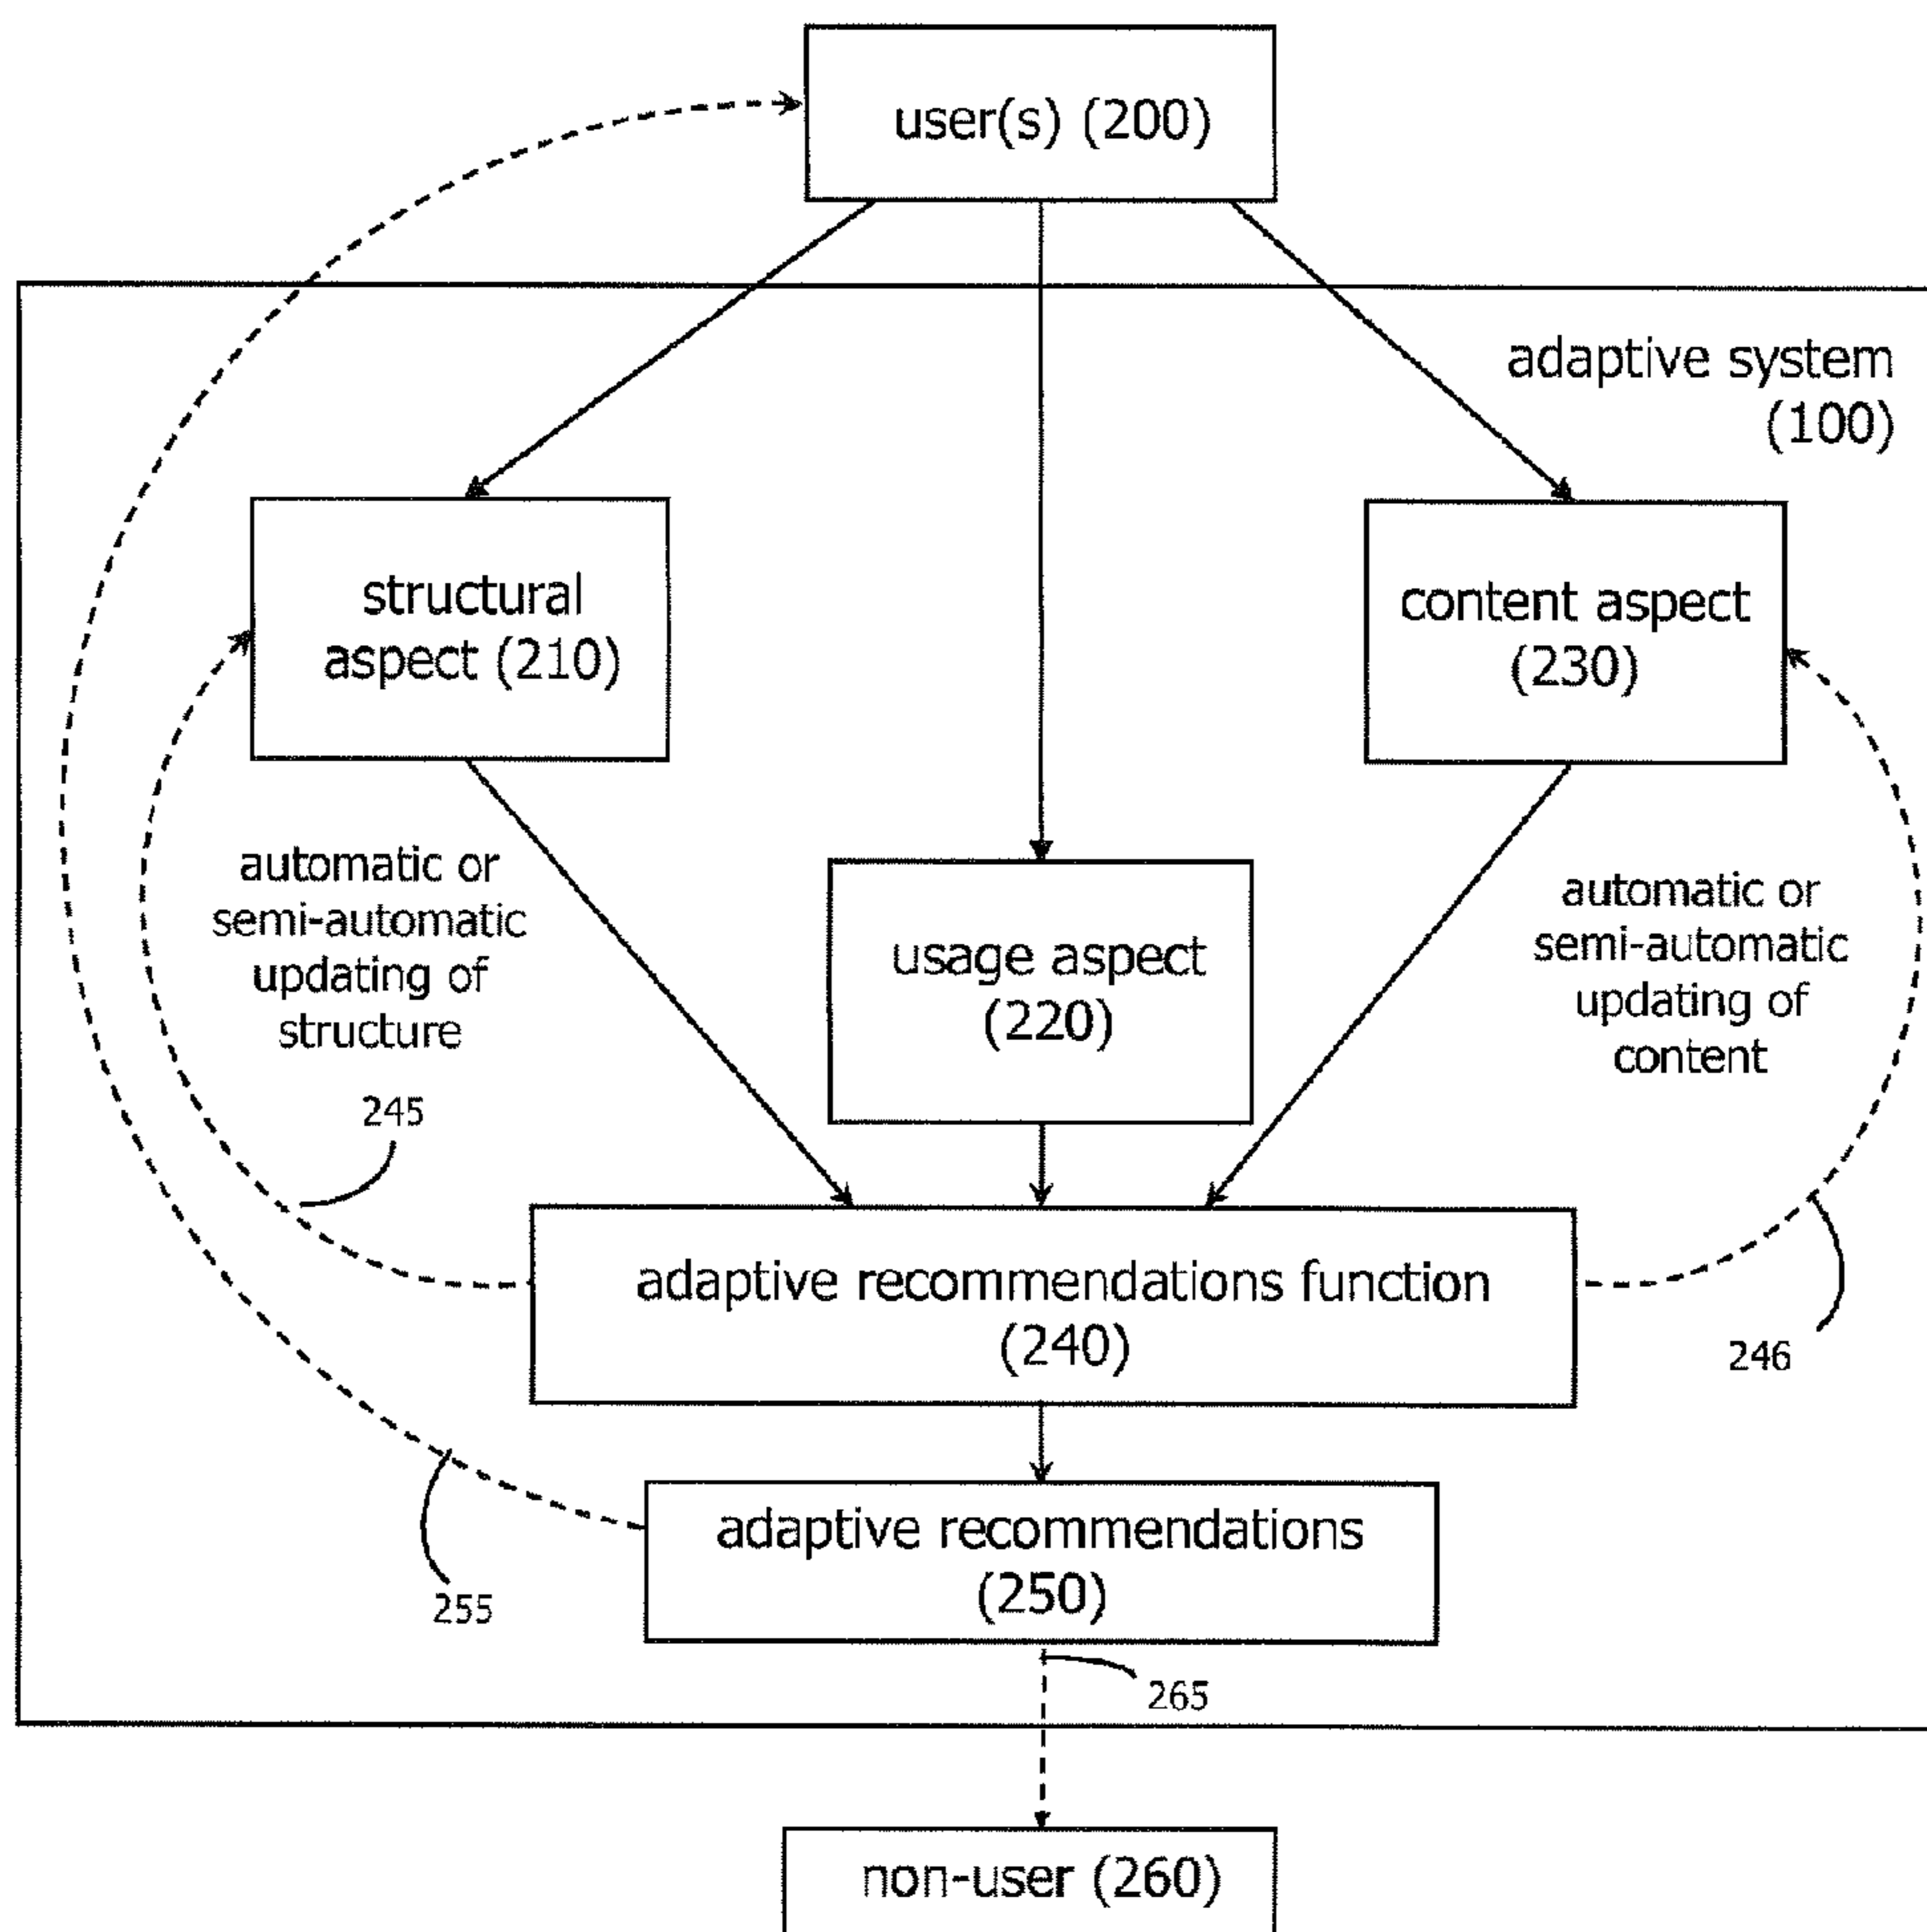 user(s) (200)
adaptive system
(100)
structural
aspect (210)
content aspect
(230)
automatic or
semi-automatic
updating of
structure
usage aspect
(220)
automatic or
semi-automatic
updating of
content
245
adaptive recommendations function
(240)
246
adaptive recommendations
(250)
255
265
non-user (260)